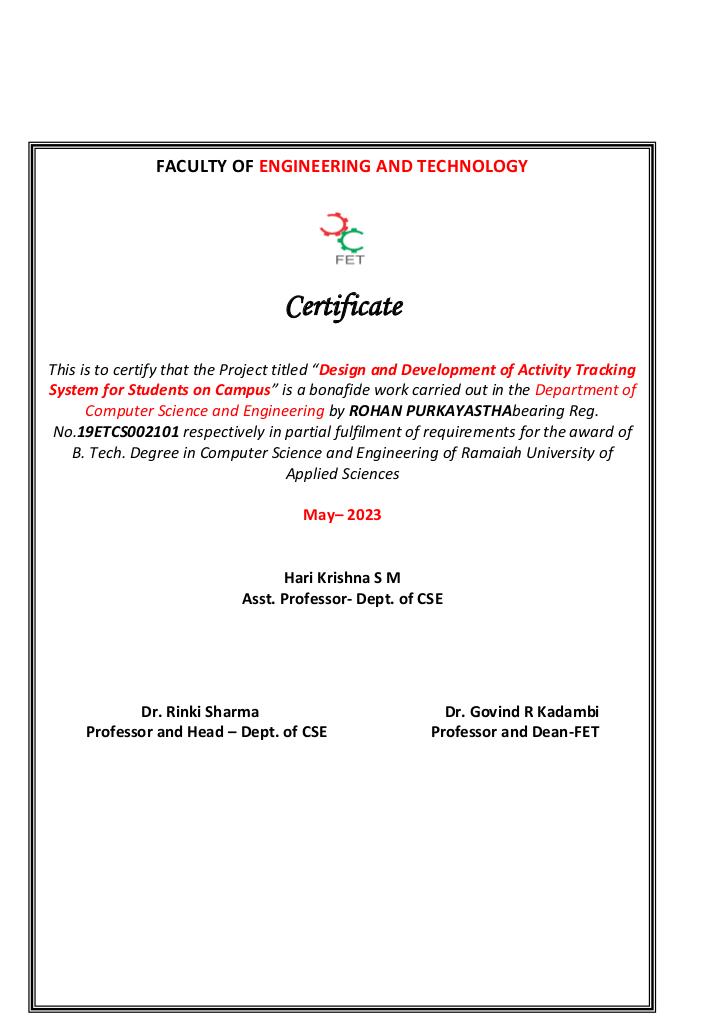 FACULTY OF ENGINEERING AND TECHNOLOGY
FET
Certificate
This is to certify that the Project titled “Design and Development of Activity Tracking
System for Students on Campus” is a bonafide work carried out in the Department of
Computer Science and Engineering by ROHAN PURKAYASTHAbearing Reg.
No.19ETCS002101 respectively in partial fulfilment of requirements for the award of
B. Tech. Degree in Computer Science and Engineering of Ramaiah University of
Applied Sciences
May– 2023
Hari Krishna S M
Asst. Professor- Dept. of CSE
Dr. Rinki Sharma Dr. Govind R Kadambi
Professor and Head – Dept. of CSE Professor and Dean-FET